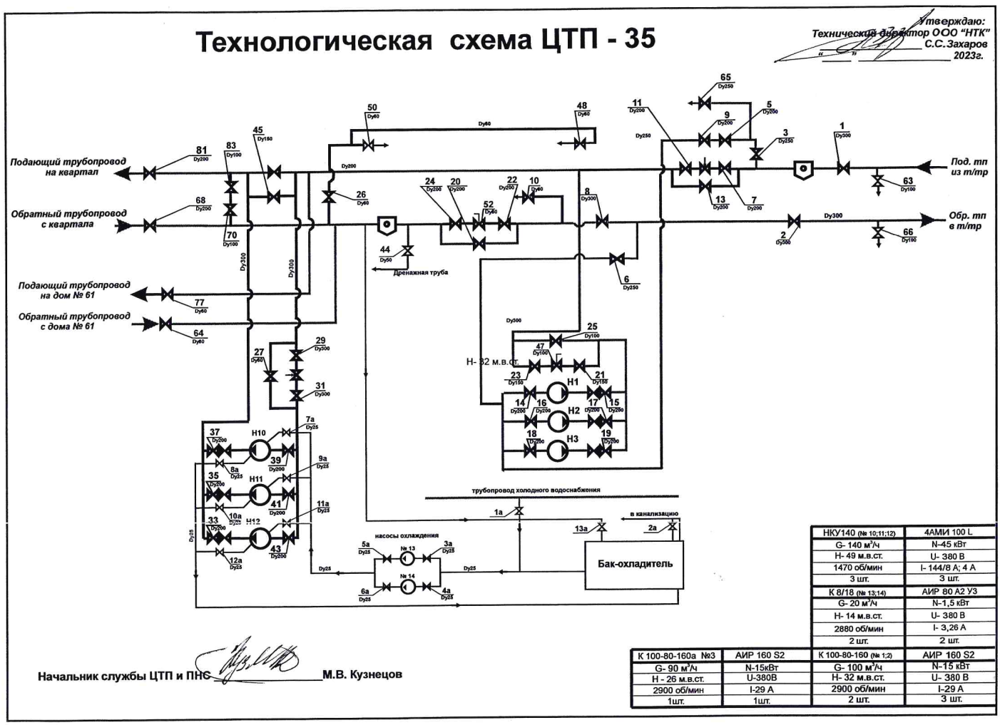 Технологическая схема ЦТП - 35
Утверждаю:
Технический директор ООО "НТК"
С.С.Захаров
" " 2023г.
65
Dy250
50
Dy80
48
Dy80
11
Dy200
9
Dy200
5
Dy200
3
Dy250
1
Dy300
Dy80
Dy250
45
Dy150
81
Dy200
83
Dy100
Подающий трубопровод
на квартал
Dy200
Под. тп
из т/тр
63
Dy100
26
Dy80
24
Dy200
20
Dy200
22
Dy200
10
Dy80
8
Dy300
13
Dy200
7
Dy200
68
Dy200
52
Dy80
Обратный трубопровод
с квартала
Dy300
Обр. тп
в т/тр
70
Dy100
2
Dy300
66
Dy100
44
Dy50
Dy300
Dy300
Дренажная труба
6
Dy250
Подающий трубопровод
на дом № 61
77
Dy80
Обратный трубопровод
с дома № 61
64
Dy80
Dy300
25
Dy100
29
Dy300
27
Dy80
47
Dy100
Н- 32 м.в.ст.
23
Dy150
21
Dy150
31
Dy300
Н1
14
Dy200
16
Dy200
17
Dy200
15
Dy200
Н2
7а
Dy25
37
Dy200
Н10
18
Dy200
Н3
19
Dy200
39
Dy200
9а
Dy25
8а
Dy25
35
Dy200
Н11
трубопровод холодного водоснабжения
41
Dy200
11а
Dy25
10а
Dy25
1а
в канализацию
33
Dy200
Н12
13а
2а
Dy25
насосы охлаждения
5а
Dy25
№ 13
3а
Dy25
43
Dy200
12а
Dy25
Dy25
Dy25
Бак-охладитель
№ 14
6а
Dy25
4а
Dy25
НКУ140 (№ 10;11;12) 4АМИ 100 L
G- 140 м³/ч N-45 кВт
Н- 49 м.в.ст. U- 380 В
1470 об/мин I- 144/8 А; 4 А
3 шт. 3 шт.
К 8/18 (№ 13;14) АИР 80 А2 У3
G- 20 м³/ч N-1,5 кВт
Н- 14 м.в.ст. U- 380 В
2880 об/мин I- 3,26 А
2 шт. 2 шт.
К 100-80-160а №3 АИР 160 S2 К 100-80-160 (№ 1;2) АИР 160 S2
G- 90 м³/ч N-15кВт G- 100 м³/ч N-15 кВт
Н - 26 м.в.ст. U-380В Н- 32 м.в.ст. U- 380 В
2900 об/мин I-29 А 2900 об/мин I-29 А
1шт. 1шт. 2 шт. 3 шт.
Начальник службы ЦТП и ПНС М.В. Кузнецов